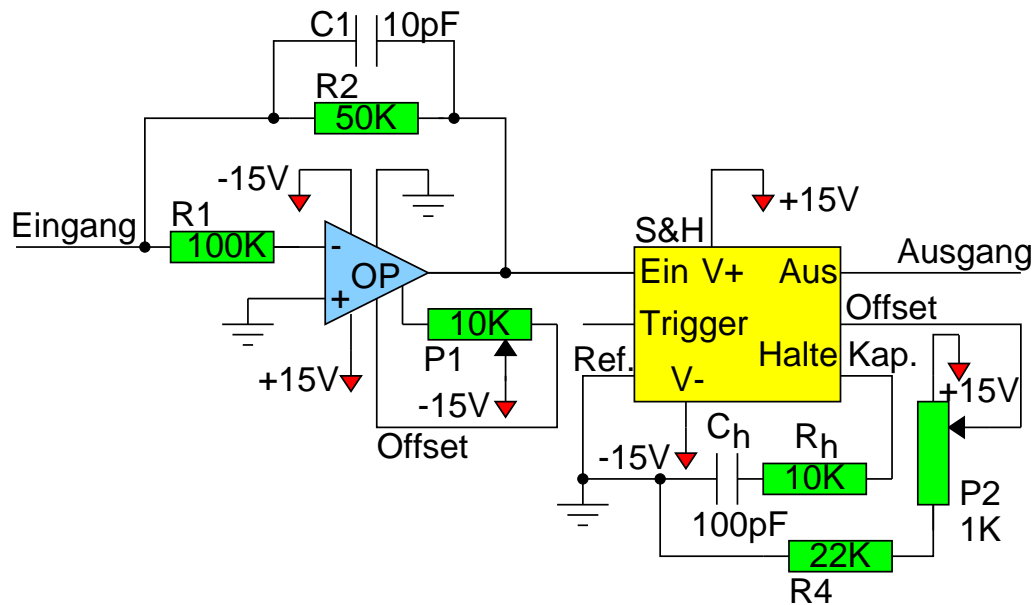 C1 10pF
R2
50K
-15V
+15V
Eingang
R1
S&H
Ausgang
100K
-
OP
Ein V+ Aus
+
10K
Trigger
Offset
P1
Ref.
Halte Kap.
+15V
V-
+15V
-15V
Offset
Ch
Rh
-15V
10K
P2
100pF
1K
22K
R4